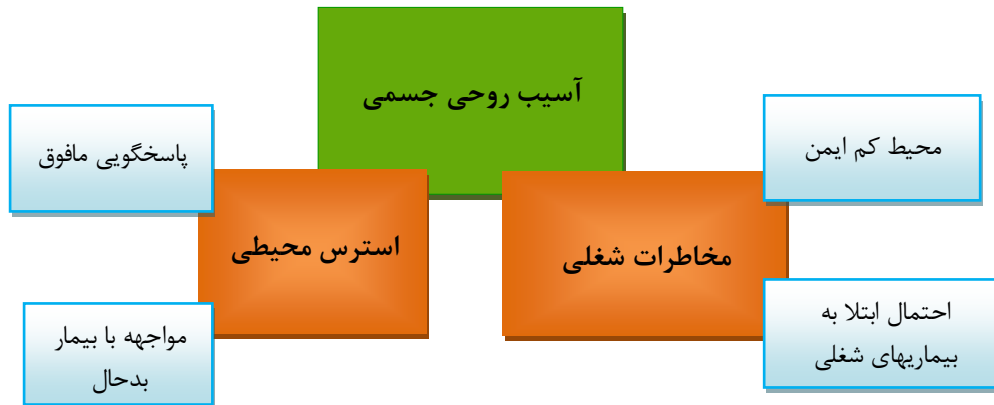 آسیب روحی جسمی
محیط کم ایمن
پاسخگویی مافوق
مخاطرات شغلی
استرس محیطی
احتمال ابتلا به
بیماریهای شغلی
مواجهه با بیمار
بدحال